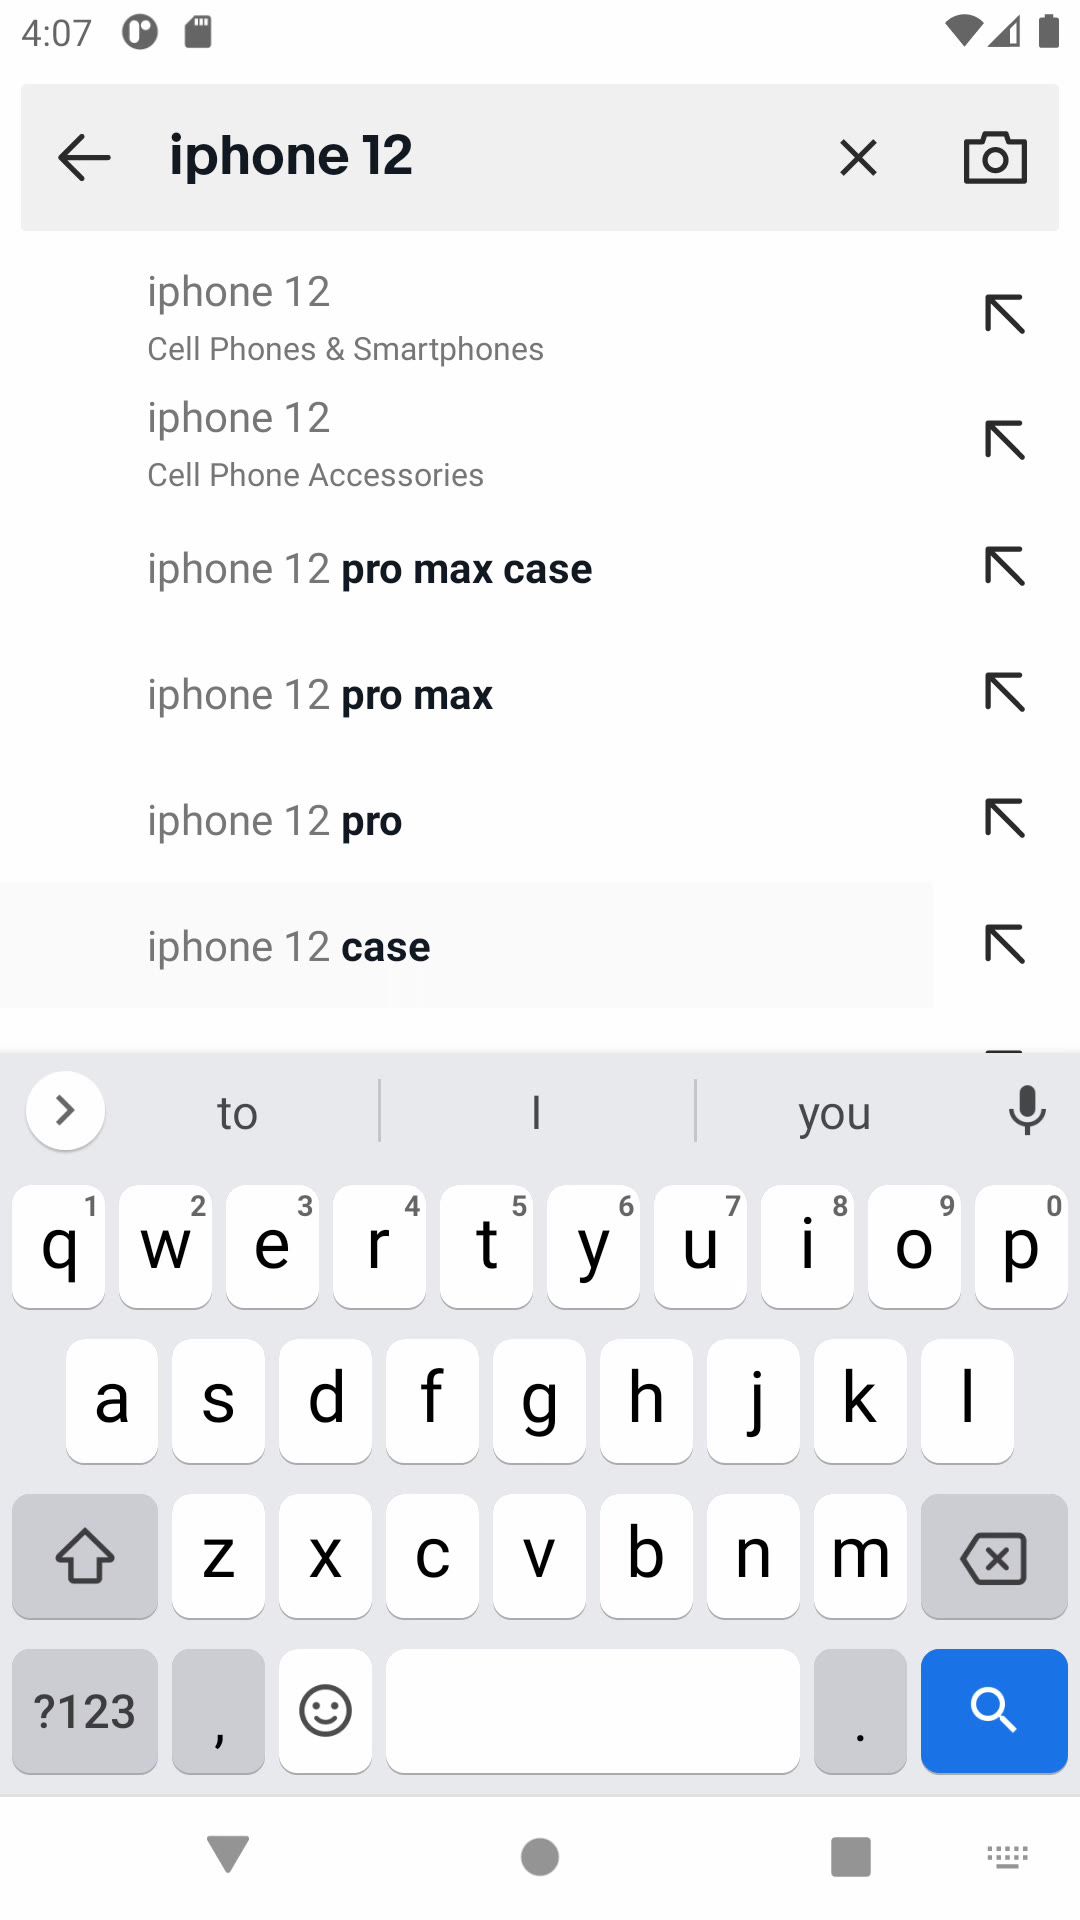 4:07
iphone 12
iphone 12
Cell Phones & Smartphones
iphone 12
Cell Phone Accessories
iphone 12 pro max case
iphone 12 pro max
iphone 12 pro
iphone 12 case
to I you
1 2 3 4 5 6 7 8 9 0
q w e r t y u i o p
a s d f g h j k l
z x c v b n m
?123 , .